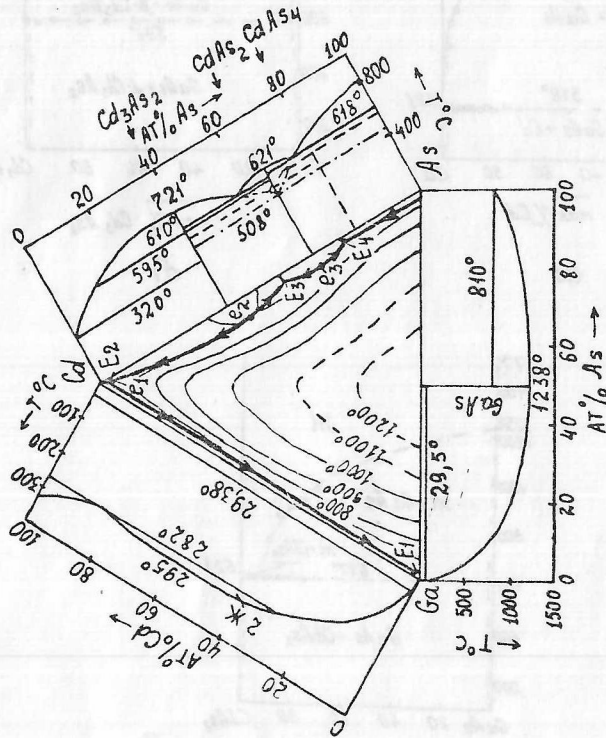 CdAs₄
CdAs₂
Cd₃As₂
AT% As →
0
20
40
60
80
100
T°C
400
800
618°
621°
721°
610°
595°
508°
320°
As
E₄
e₃
E₃
e₂
E₂
e₁
Cd
T°C
100
200
300
29,38°
282°
295°
2ж
AT% Cd →
100
80
60
40
20
0
800°
900°
1000°
1100°
1200°
E₁
Ga
29,5°
GaAs
1238°
810°
500
1000
1500
→ T°C
0
20
40
60
80
100
AT% As →